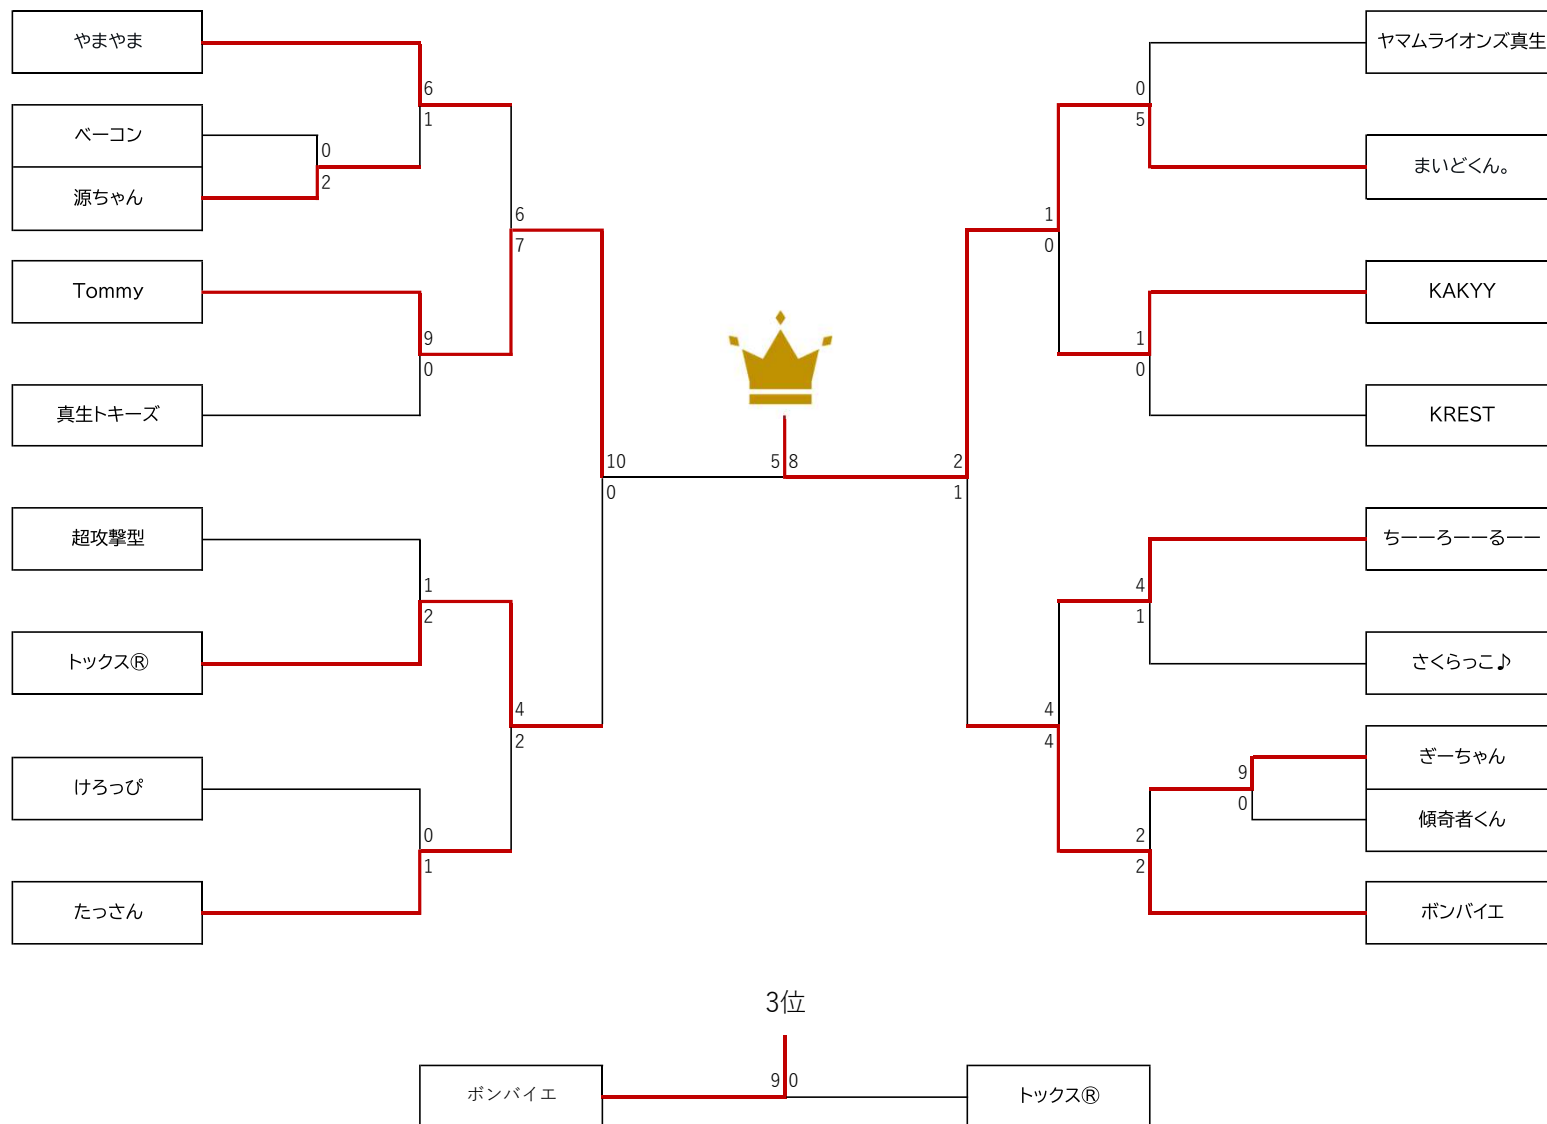 やまやま
ベーコン
源ちゃん
Tommy
真生トキーズ
超攻撃型
トックス®
けろっぴ
たっさん
6
1
0
2
9
0
1
2
0
1
6
7
4
2
10
0
5 8
2
1
1
0
4
4
0
5
1
0
4
1
9
0
2
2
ヤマムライオンズ真生
まいどくん。
KAKYY
KREST
ちーーろーーるーー
さくらっこ♪
ぎーちゃん
傾奇者くん
ボンバイエ
3位
ボンバイエ
9 0
トックス®